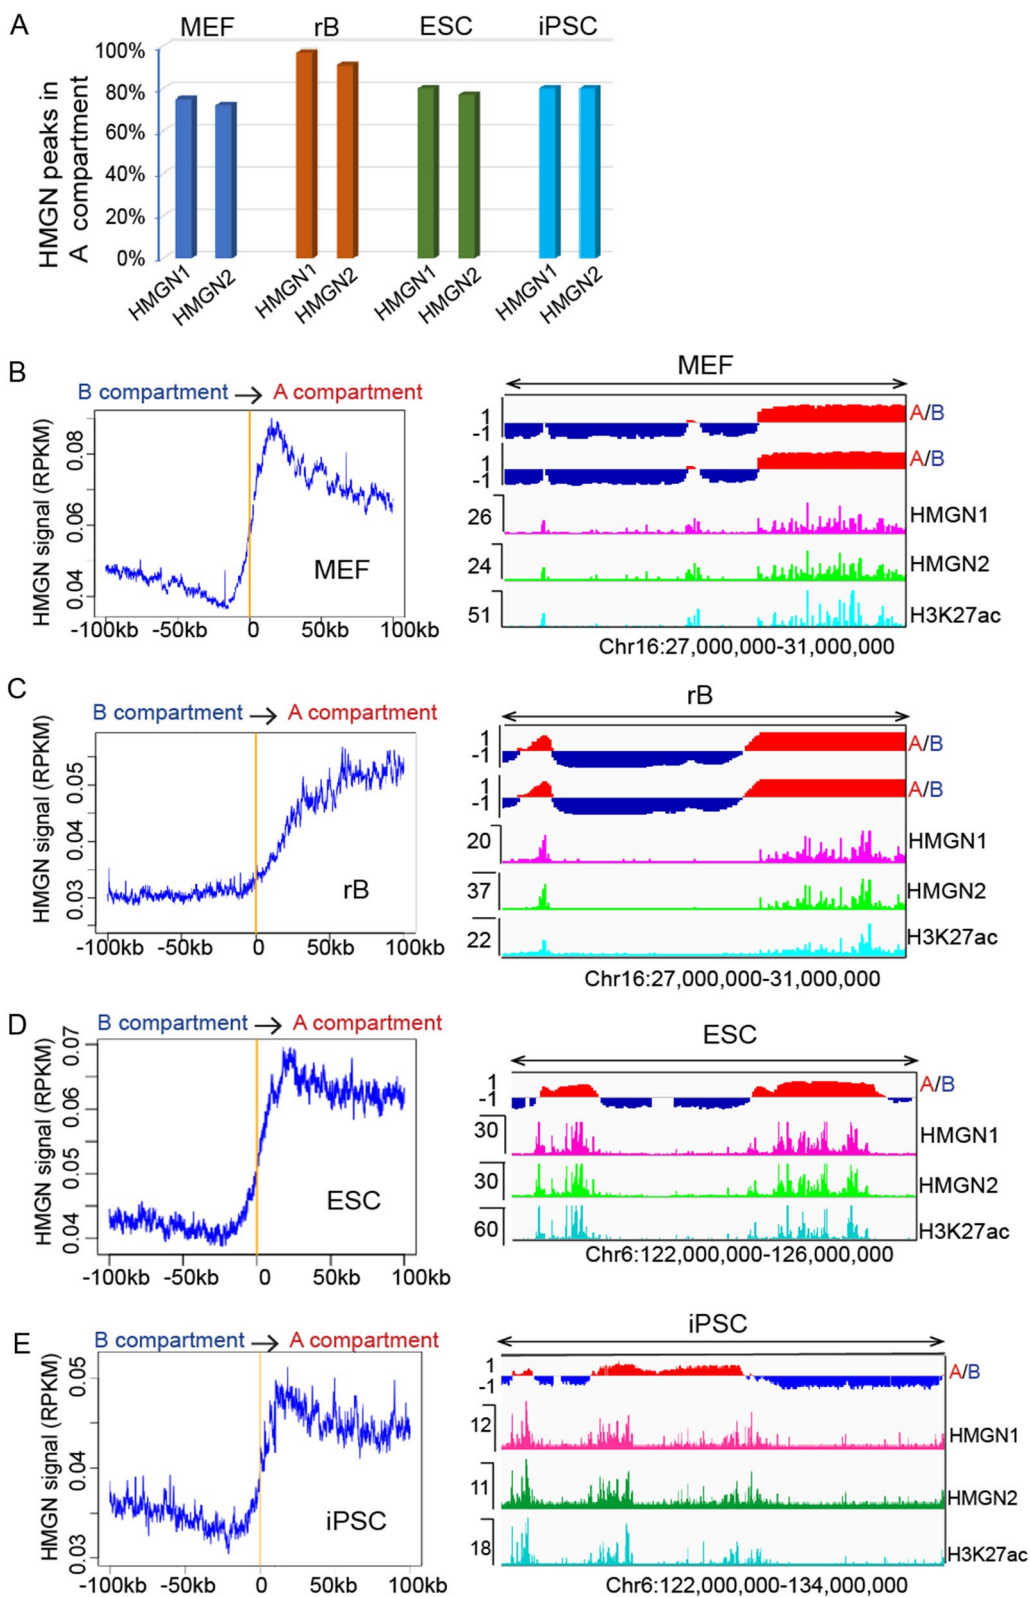 A
MEF rB ESC iPSC
HMGN peaks in
A compartment
100%
80%
60%
40%
20%
0%
HMGN1 HMGN2 HMGN1 HMGN2 HMGN1 HMGN2 HMGN1 HMGN2
B
B compartment → A compartment
HMGN signal (RPKM)
0.08
0.06
0.04
MEF
-100kb -50kb 0 50kb 100kb
MEF
1
-1
A/B
1
-1
A/B
26 HMGN1
24 HMGN2
51 H3K27ac
Chr16:27,000,000-31,000,000
C
B compartment → A compartment
HMGN signal (RPKM)
0.05
0.04
0.03
rB
-100kb -50kb 0 50kb 100kb
rB
1
-1
A/B
1
-1
A/B
20 HMGN1
37 HMGN2
22 H3K27ac
Chr16:27,000,000-31,000,000
D
B compartment → A compartment
HMGN signal (RPKM)
0.07
0.06
0.05
0.04
ESC
-100kb -50kb 0 50kb 100kb
ESC
1
-1
A/B
30 HMGN1
30 HMGN2
60 H3K27ac
Chr6:122,000,000-126,000,000
E
B compartment → A compartment
HMGN signal (RPKM)
0.05
0.04
0.03
iPSC
-100kb -50kb 0 50kb 100kb
iPSC
1
-1
A/B
12 HMGN1
11 HMGN2
18 H3K27ac
Chr6:122,000,000-134,000,000